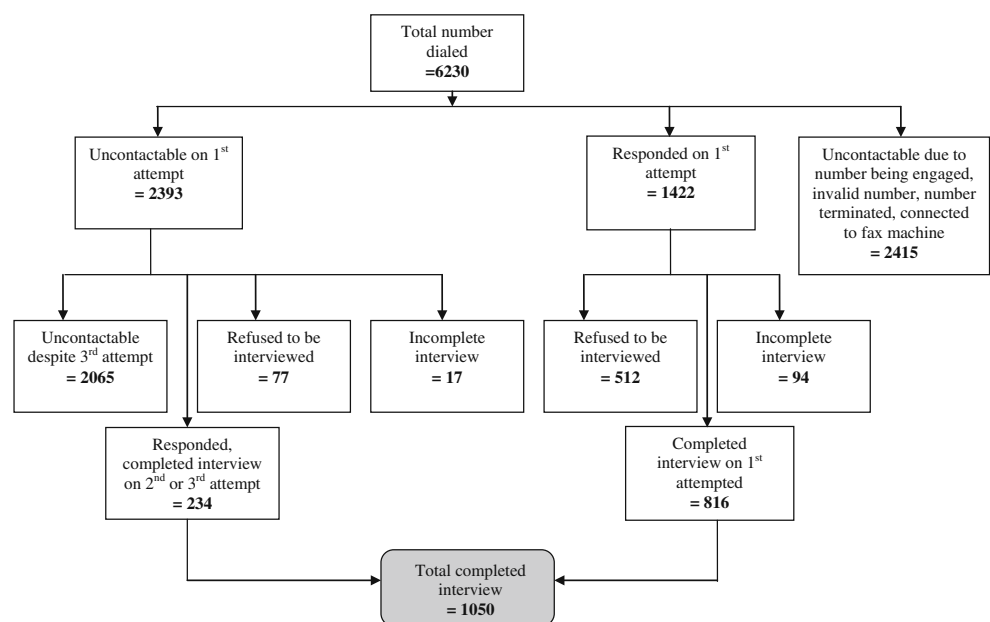 Total number
dialed
=6230
Uncontactable on 1st
attempt
= 2393
Responded on 1st
attempt
= 1422
Uncontactable due to
number being engaged,
invalid number, number
terminated, connected
to fax machine
= 2415
Uncontactable
despite 3rd attempt
= 2065
Refused to be
interviewed
= 77
Incomplete
interview
= 17
Refused to be
interviewed
= 512
Incomplete
interview
= 94
Responded,
completed interview
on 2nd or 3rd attempt
= 234
Completed
interview on 1st
attempted
= 816
Total completed
interview
= 1050